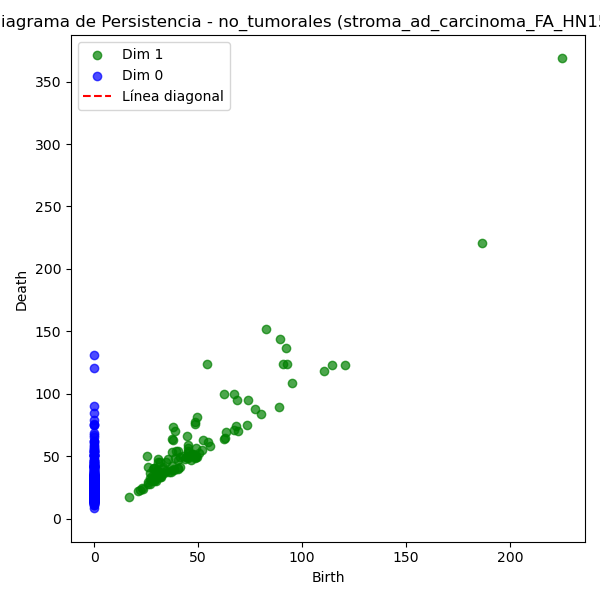 iagrama de Persistencia - no_tumorales (stroma_ad_carcinoma_FA_HN15
Dim 1
Dim 0
Línea diagonal
Death
350
300
250
200
150
100
50
0
0 50 100 150 200
Birth